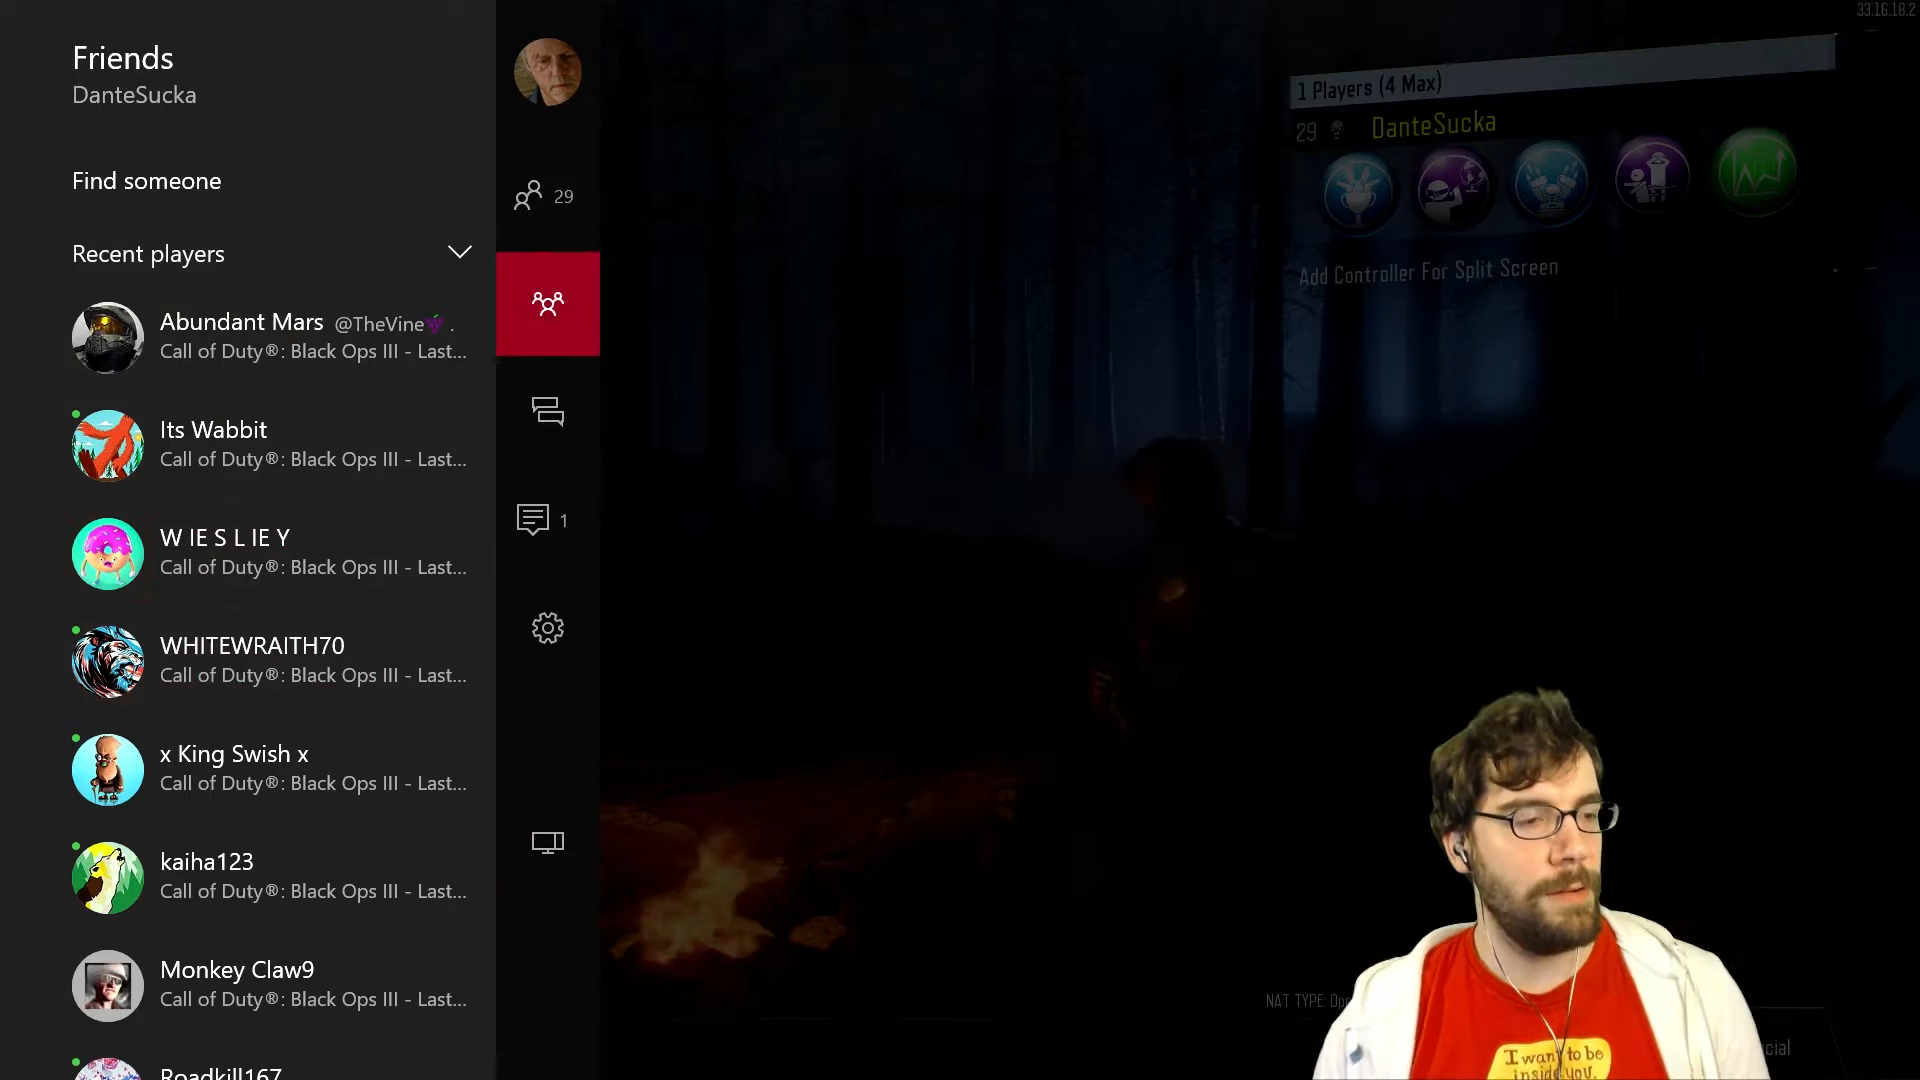 Friends
DanteSucka
Find someone
Recent players
Abundant Mars @TheVine🍇 .
Call of Duty®: Black Ops III - Last...
Its Wabbit
Call of Duty®: Black Ops III - Last...
W IE S L IE Y
Call of Duty®: Black Ops III - Last...
WHITEWRAITH70
Call of Duty®: Black Ops III - Last...
x King Swish x
Call of Duty®: Black Ops III - Last...
kaiha123
Call of Duty®: Black Ops III - Last...
Monkey Claw9
Call of Duty®: Black Ops III - Last...
Roadkill167
29
1
33.16.18.2
1 Players (4 Max)
29 DanteSucka
Add Controller For Split Screen
NAT TYPE: Ope
cial
I want to be
inside you.